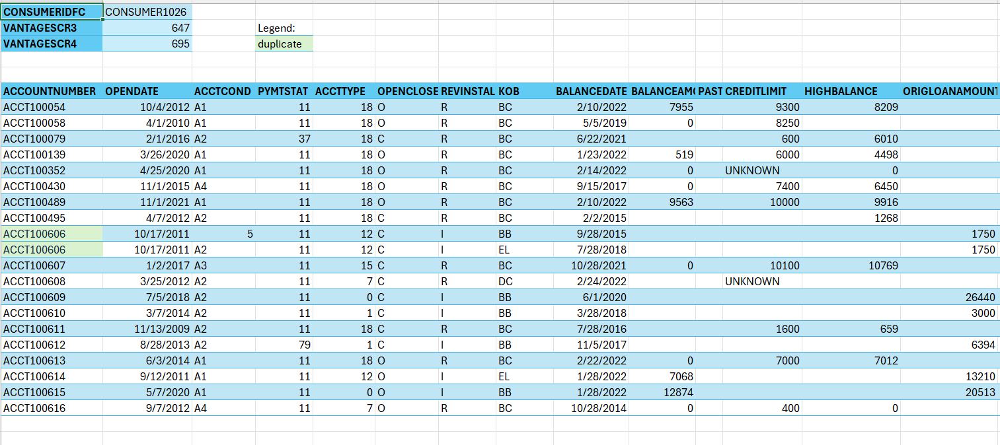 CONSUMERIDFC CONSUMER1026
VANTAGESCR3 647 Legend:
VANTAGESCR4 695 duplicate
ACCOUNTNUMBER OPENDATE ACCTCOND PYMTSTAT ACCTTYPE OPENCLOSE REVINSTAL KOB BALANCEDATE BALANCEAM PAST CREDITLIMIT HIGHBALANCE ORIGLOANAMOUNT
ACCT100054 10/4/2012 A1 11 18 O R BC 2/10/2022 7955 9300 8209
ACCT100058 4/1/2010 A1 11 18 O R BC 5/5/2019 0 8250
ACCT100079 2/1/2016 A2 37 18 C R BC 6/22/2021 600 6010
ACCT100139 3/26/2020 A1 11 18 O R BC 1/23/2022 519 6000 4498
ACCT100352 4/25/2020 A1 11 18 O R BC 2/14/2022 0 UNKNOWN 0
ACCT100430 11/1/2015 A4 11 18 O R BC 9/15/2017 0 7400 6450
ACCT100489 11/1/2021 A1 11 18 O R BC 2/10/2022 9563 10000 9916
ACCT100495 4/7/2012 A2 11 18 C R BC 2/2/2015 1268
ACCT100606 10/17/2011 5 11 12 C I BB 9/28/2015 1750
ACCT100606 10/17/2011 A2 11 12 C I EL 7/28/2018 1750
ACCT100607 1/2/2017 A3 11 15 C R BC 10/28/2021 0 10100 10769
ACCT100608 3/25/2012 A2 11 7 C R DC 2/24/2022 UNKNOWN
ACCT100609 7/5/2018 A2 11 0 C I BB 6/1/2020 26440
ACCT100610 3/7/2014 A2 11 1 C I BB 3/28/2018 3000
ACCT100611 11/13/2009 A2 11 18 C R BC 7/28/2016 1600 659
ACCT100612 8/28/2013 A2 79 1 C I BB 11/5/2017 6394
ACCT100613 6/3/2014 A1 11 18 O R BC 2/22/2022 0 7000 7012
ACCT100614 9/12/2011 A1 11 12 O I EL 1/28/2022 7068 13210
ACCT100615 5/7/2020 A1 11 0 O I BB 1/28/2022 12874 20513
ACCT100616 9/7/2012 A4 11 7 O R BC 10/28/2014 0 400 0